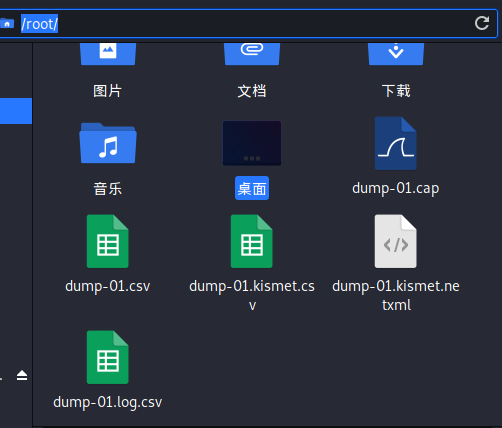 /root/
图片
文档
下载
音乐
桌面
dump-01.cap
dump-01.csv
dump-01.kismet.cs
v
dump-01.kismet.ne
txml
dump-01.log.csv